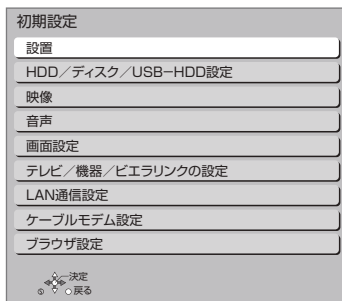 初期設定
設置
HDD／ディスク／USB－HDD設定
映像
音声
画面設定
テレビ／機器／ビエラリンクの設定
LAN通信設定
ケーブルモデム設定
ブラウザ設定
決定
戻る